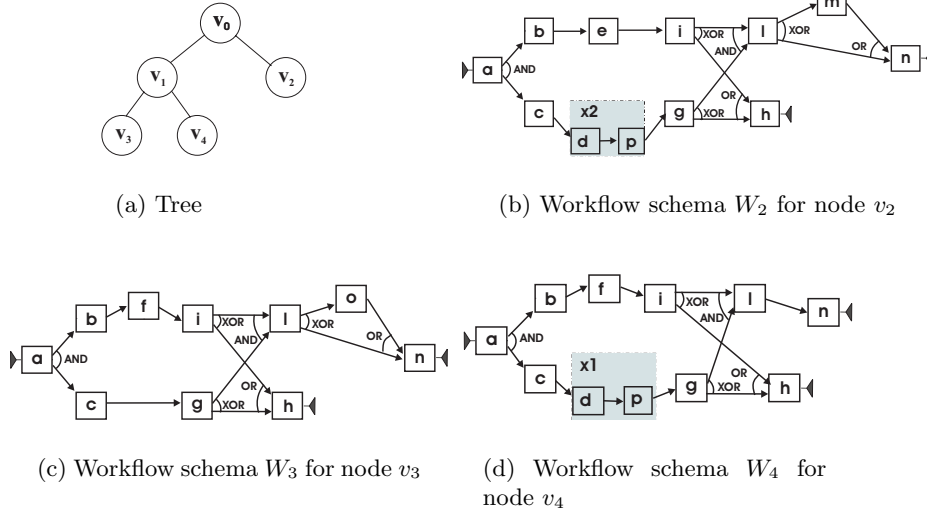 v0
v1
v2
v3
v4
(a) Tree
m
b
e
i
XOR
l
XOR
AND
OR
n
a
AND
OR
c
x2
d
p
g
XOR
h
(b) Workflow schema W2 for node v2
b
f
i
XOR
l
o
XOR
AND
OR
n
a
AND
OR
c
g
XOR
h
(c) Workflow schema W3 for node v3
b
f
i
XOR
l
n
AND
a
AND
x1
OR
c
d
p
g
XOR
h
(d) Workflow schema W4 for
node v4